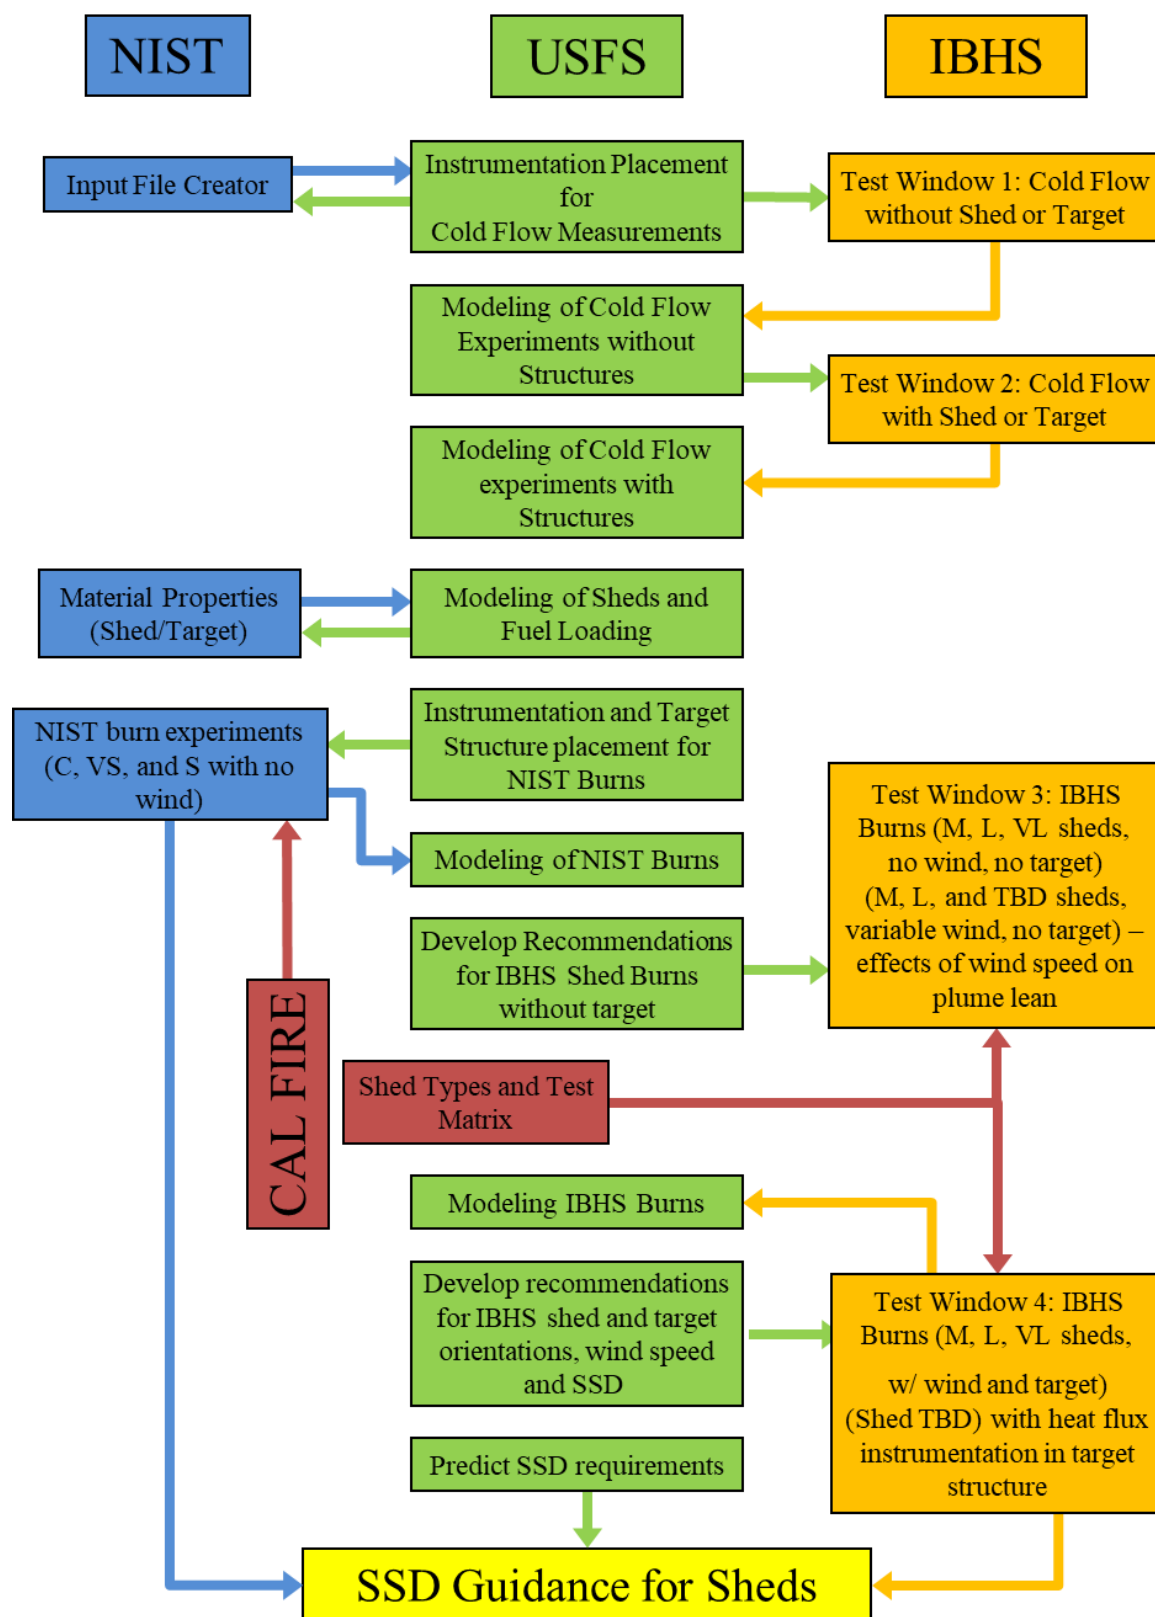 NIST
USFS
IBHS
Input File Creator
Instrumentation Placement
for
Cold Flow Measurements
Test Window 1: Cold Flow
without Shed or Target
Modeling of Cold Flow
Experiments without
Structures
Test Window 2: Cold Flow
with Shed or Target
Modeling of Cold Flow
experiments with
Structures
Material Properties
(Shed/Target)
Modeling of Sheds and
Fuel Loading
NIST burn experiments
(C, VS, and S with no
wind)
Instrumentation and Target
Structure placement for
NIST Burns
Modeling of NIST Burns
Test Window 3: IBHS
Burns (M, L, VL sheds,
no wind, no target)
(M, L, and TBD sheds,
variable wind, no target) –
effects of wind speed on
plume lean
Develop Recommendations
for IBHS Shed Burns
without target
CAL FIRE
Shed Types and Test
Matrix
Modeling IBHS Burns
Develop recommendations
for IBHS shed and target
orientations, wind speed
and SSD
Test Window 4: IBHS
Burns (M, L, VL sheds,
w/ wind and target)
(Shed TBD) with heat flux
instrumentation in target
structure
Predict SSD requirements
SSD Guidance for Sheds